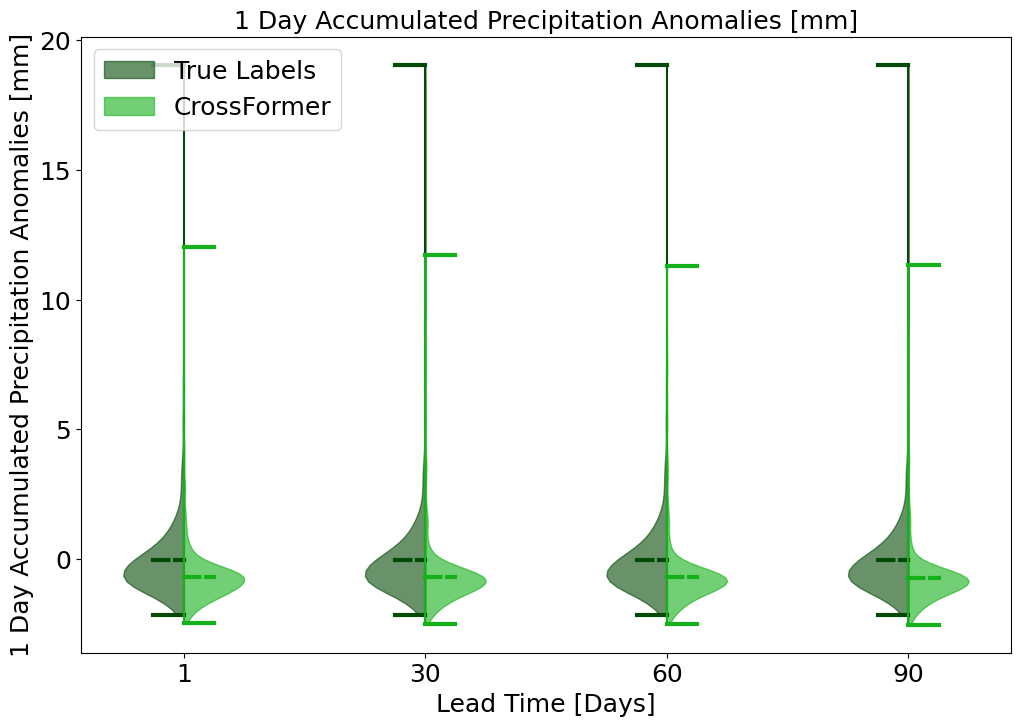 1 Day Accumulated Precipitation Anomalies [mm]
1 Day Accumulated Precipitation Anomalies [mm]
20
15
10
5
0
True Labels
CrossFormer
1
30
60
90
Lead Time [Days]